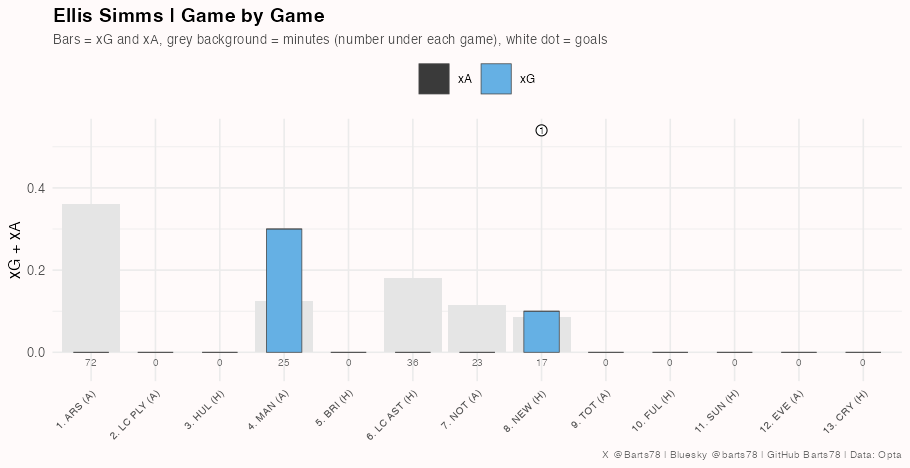 Ellis Simms | Game by Game
Bars = xG and xA, grey background = minutes (number under each game), white dot = goals
xA xG
1
xG + xA
0.4
0.2
0.0
72 0 0 25 0 36 23 17 0 0 0 0 0
1. ARS (A) 2. LC PLY (A) 3. HUL (H) 4. MAN (A) 5. BRI (H) 6. LC AST (H) 7. NOT (A) 8. NEW (H) 9. TOT (A) 10. FUL (H) 11. SUN (H) 12. EVE (A) 13. CRY (H)
X @Barts78 | Bluesky @barts78 | GitHub Barts78 | Data: Opta